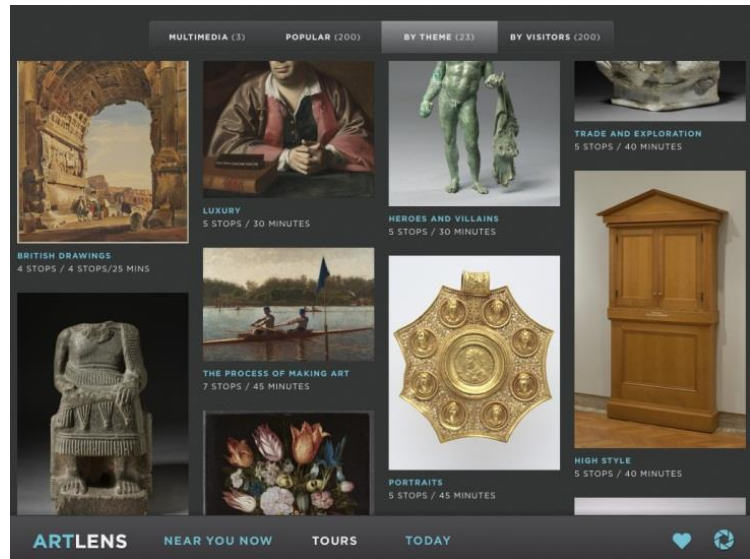 MULTIMEDIA (3) POPULAR (200) BY THEME (23) BY VISITORS (200)
BRITISH DRAWINGS
4 STOPS / 4 STOPS/25 MINS
LUXURY
5 STOPS / 30 MINUTES
THE PROCESS OF MAKING ART
7 STOPS / 45 MINUTES
HEROES AND VILLAINS
5 STOPS / 30 MINUTES
PORTRAITS
5 STOPS / 45 MINUTES
TRADE AND EXPLORATION
5 STOPS / 40 MINUTES
HIGH STYLE
5 STOPS / 40 MINUTES
ARTLENS NEAR YOU NOW TOURS TODAY